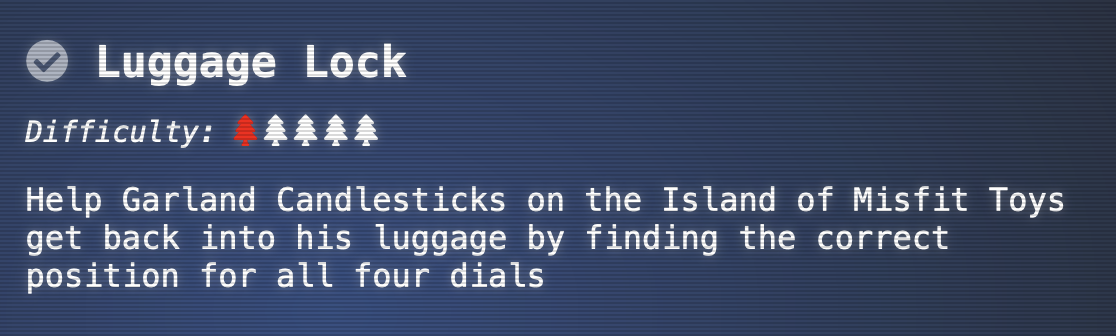 Luggage Lock
Difficulty:
Help Garland Candlesticks on the Island of Misfit Toys
get back into his luggage by finding the correct
position for all four dials